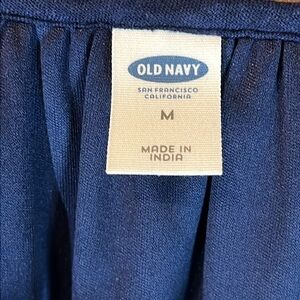 OLD NAVY
SAN FRANCISCO
CALIFORNIA
M
MADE IN
INDIA